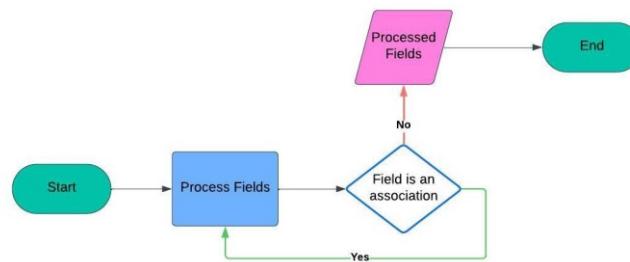 Processed
Fields
End
No
Start
Process Fields
Field is an
association
Yes